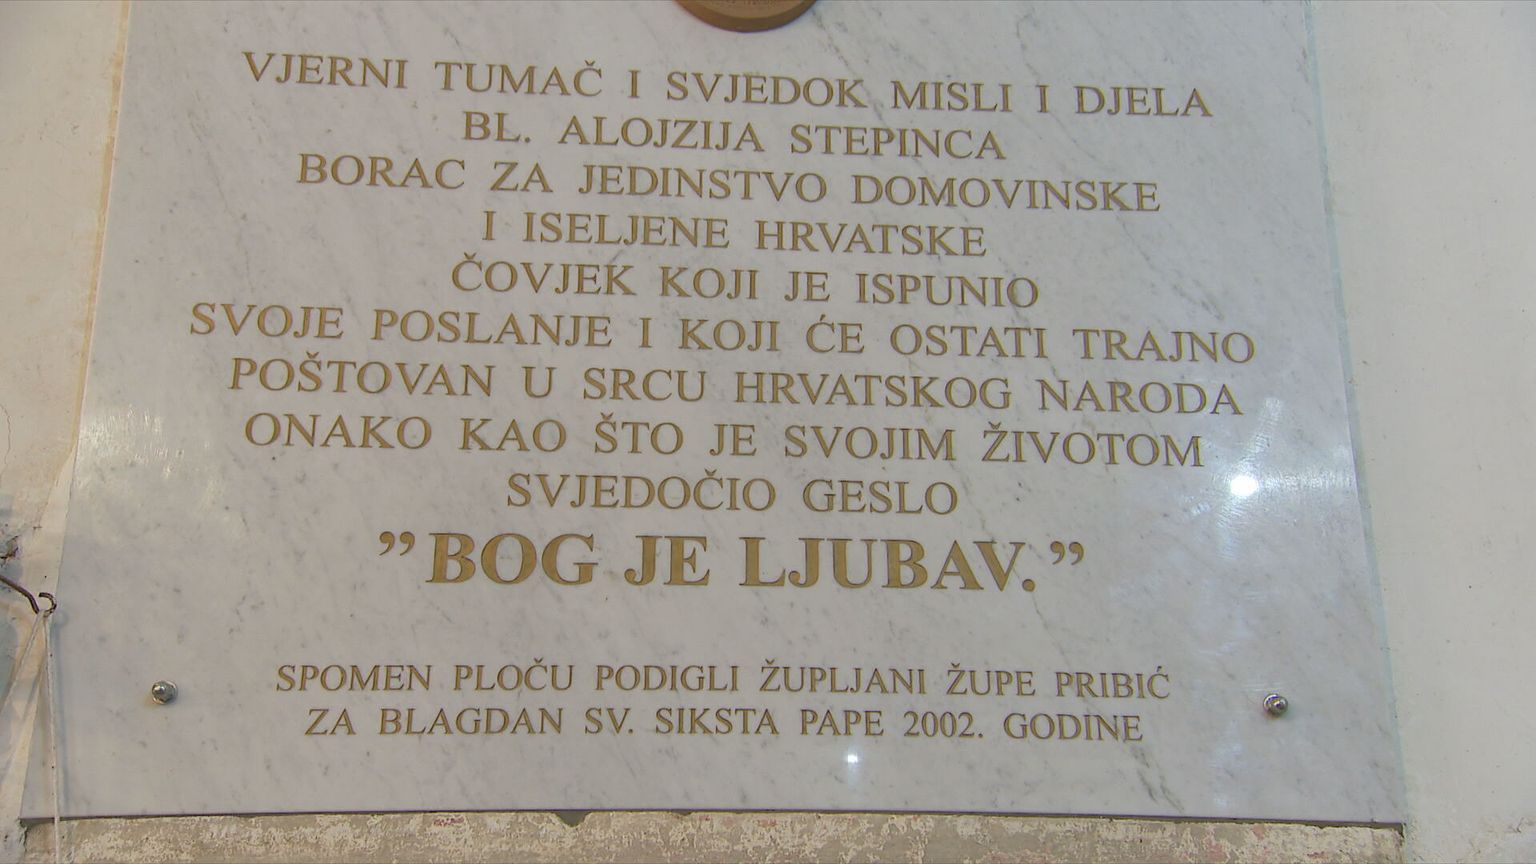 VJERNI TUMAČ I SVJEDOK MISLI I DJELA
BL. ALOJZIJA STEPINCA
BORAC ZA JEDINSTVO DOMOVINSKE
I ISELJENE HRVATSKE
ČOVJEK KOJI JE ISPUNIO
SVOJE POSLANJE I KOJI ĆE OSTATI TRAJNO
POŠTOVAN U SRCU HRVATSKOG NARODA
ONAKO KAO ŠTO JE SVOJIM ŽIVOTOM
SVJEDOČIO GESLO
”BOG JE LJUBAV.”
SPOMEN PLOČU PODIGLI ŽUPLJANI ŽUPE PRIBIĆ
ZA BLAGDAN SV. SIKSTA PAPE 2002. GODINE